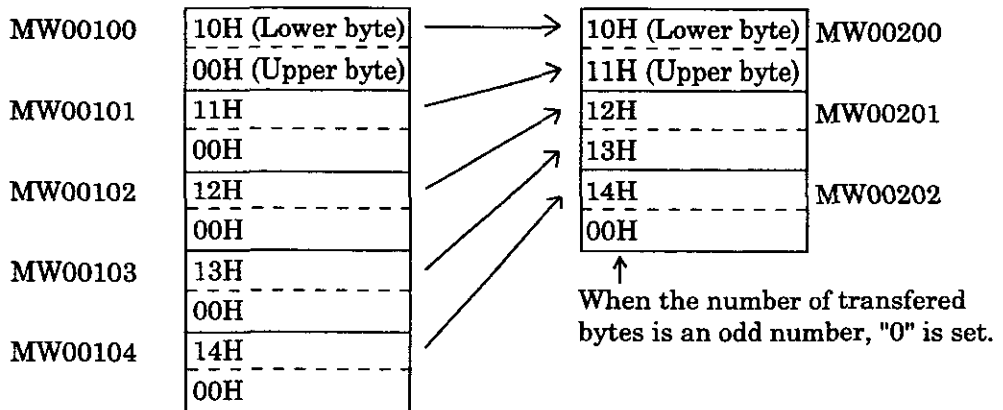 MW00100 10H (Lower byte) 10H (Lower byte) MW00200
00H (Upper byte) 11H (Upper byte)
MW00101 11H 12H MW00201
00H 13H
MW00102 12H 14H MW00202
00H 00H
MW00103 13H
00H
MW00104 14H
00H
When the number of transfered
bytes is an odd number, "0" is set.